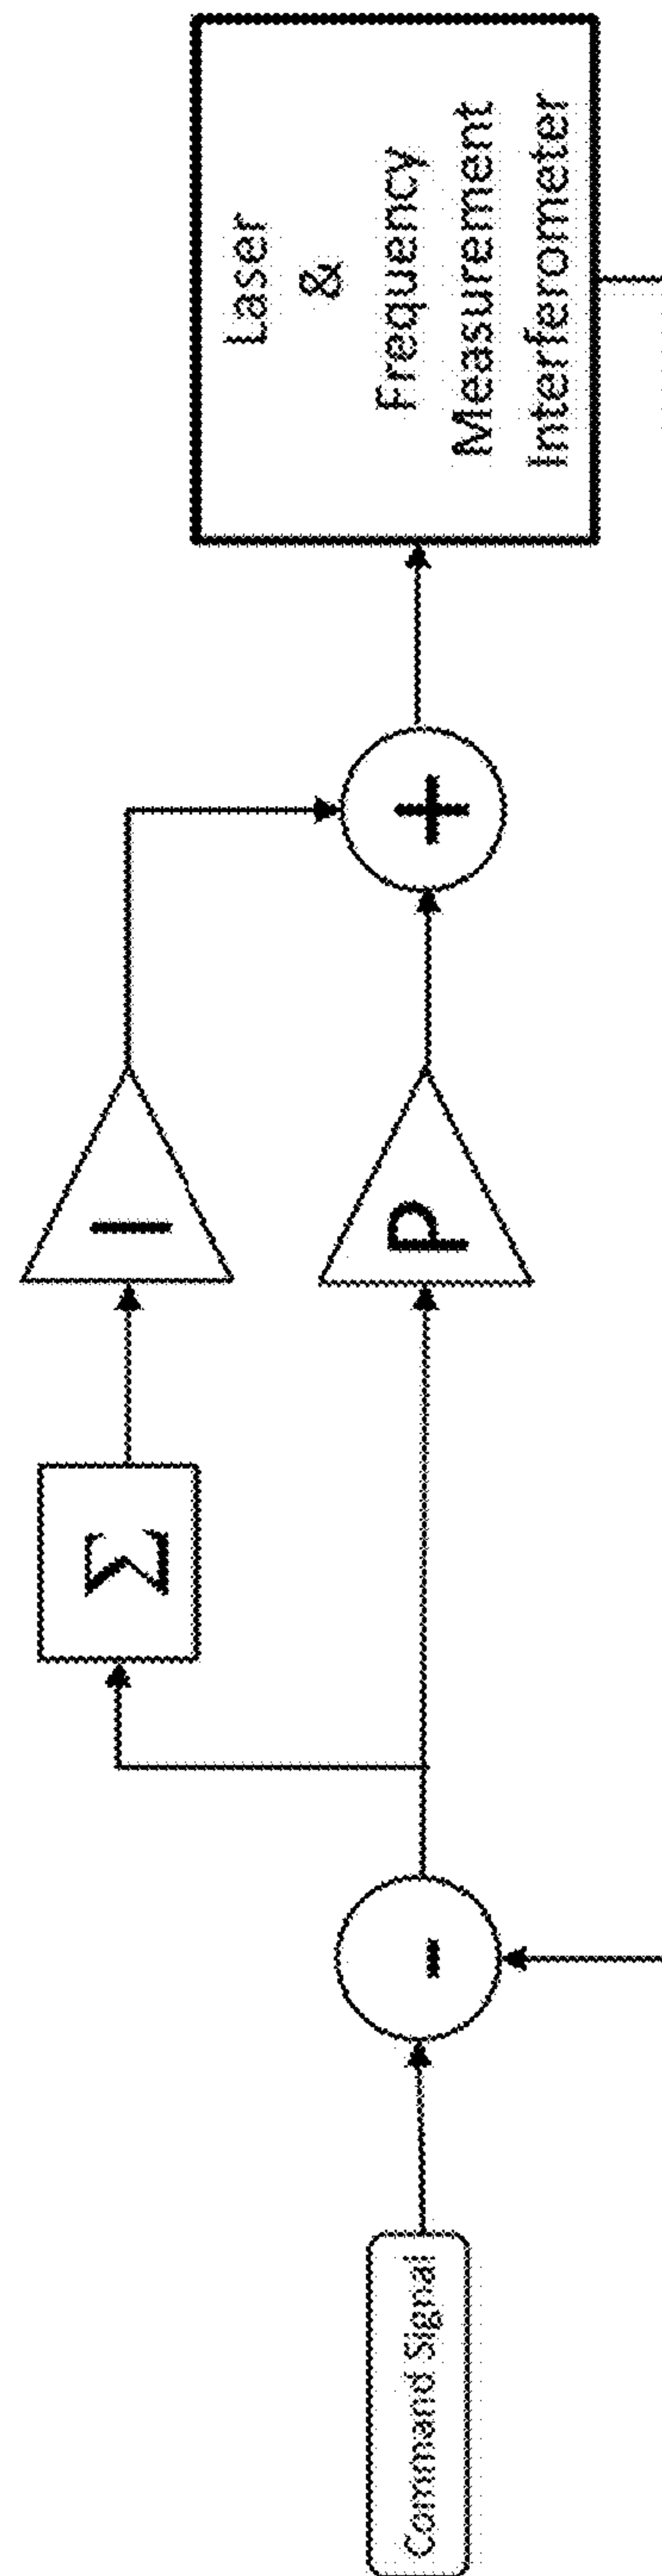 Command Signal
-
Σ
I
P
+
Laser
&
Frequency
Measurement
Interferometer